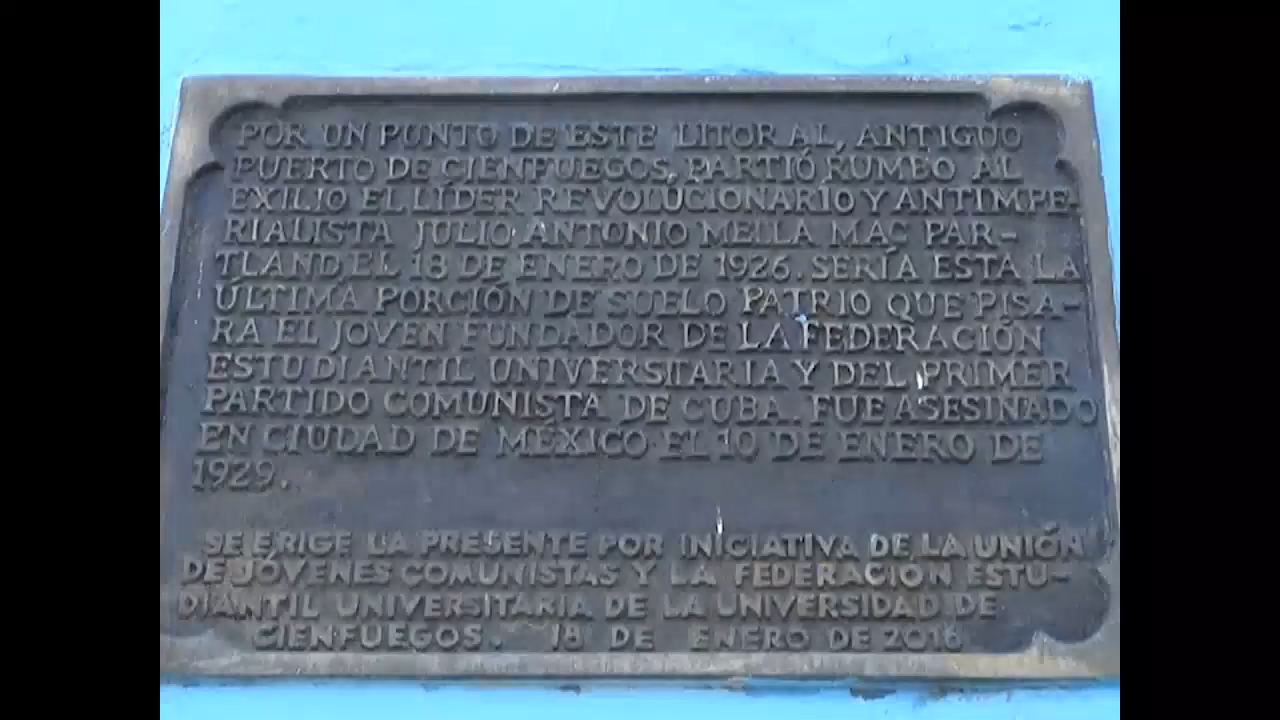 POR UN PUNTO DE ESTE LITORAL, ANTIGUO
PUERTO DE CIENFUEGOS, PARTIÓ RUMBO AL
EXILIO EL LÍDER REVOLUCIONARIO Y ANTIMPE-
RIALISTA JULIO ANTONIO MELLA MAC PAR-
TLAND EL 18 DE ENERO DE 1926. SERÍA ESTA LA
ÚLTIMA PORCIÓN DE SUELO PATRIO QUE PISA-
RA EL JOVEN FUNDADOR DE LA FEDERACIÓN
ESTUDIANTIL UNIVERSITARIA Y DEL PRIMER
PARTIDO COMUNISTA DE CUBA. FUE ASESINADO
EN CIUDAD DE MÉXICO EL 10 DE ENERO DE
1929.
SE ERIGE LA PRESENTE POR INICIATIVA DE LA UNIÓN
DE JÓVENES COMUNISTAS Y LA FEDERACIÓN ESTU-
DIANTIL UNIVERSITARIA DE LA UNIVERSIDAD DE
CIENFUEGOS. 18 DE ENERO DE